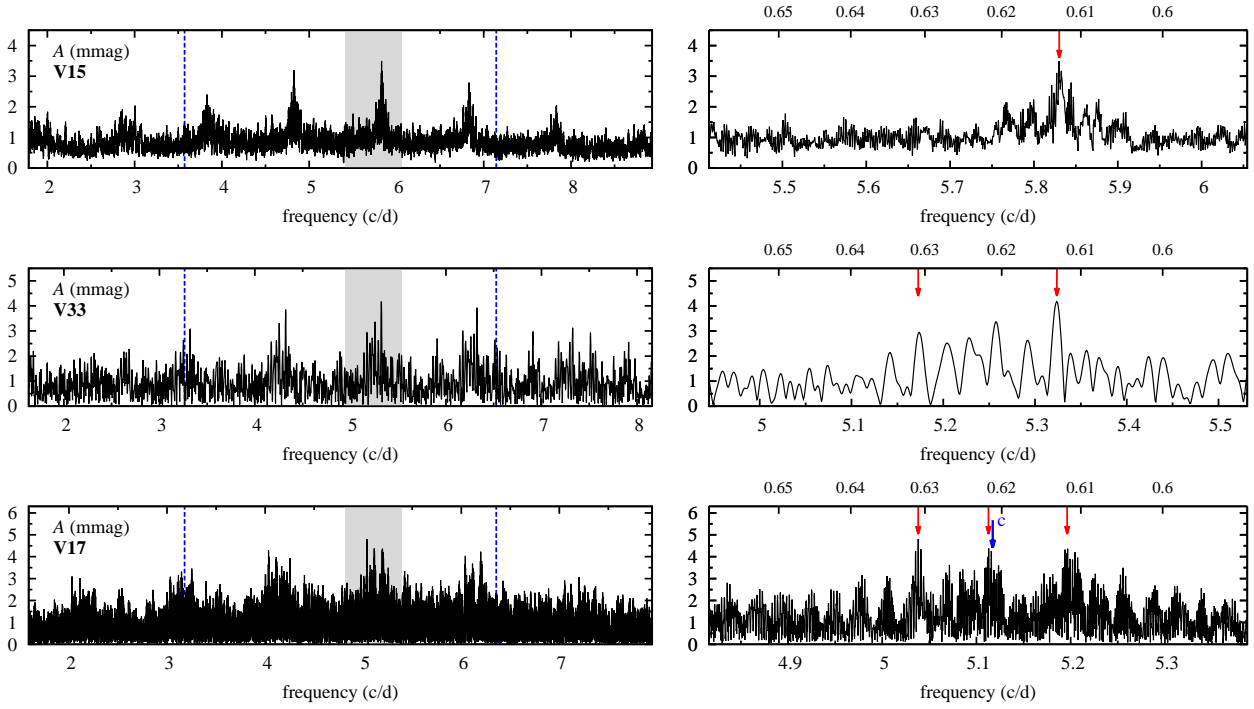 0.65 0.64 0.63 0.62 0.61 0.6
4 A (mmag)
V15
3
2
1
0
2 3 4 5 6 7 8
frequency (c/d)
4
3
2
1
0
5.5 5.6 5.7 5.8 5.9 6
frequency (c/d)
0.65 0.64 0.63 0.62 0.61 0.6
5 A (mmag)
V33
4
3
2
1
0
2 3 4 5 6 7 8
frequency (c/d)
5
4
3
2
1
0
5 5.1 5.2 5.3 5.4 5.5
frequency (c/d)
0.65 0.64 0.63 0.62 0.61 0.6
6 A (mmag)
V17
5
4
3
2
1
0
2 3 4 5 6 7
frequency (c/d)
6
c
5
4
3
2
1
0
4.9 5 5.1 5.2 5.3
frequency (c/d)